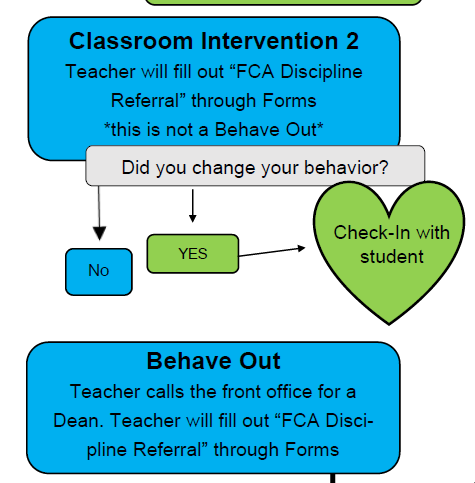 Classroom Intervention 2
Teacher will fill out “FCA Discipline
Referral” through Forms
*this is not a Behave Out*
Did you change your behavior?
No
YES
Check-In with
student
Behave Out
Teacher calls the front office for a
Dean. Teacher will fill out “FCA Disci-
pline Referral” through Forms